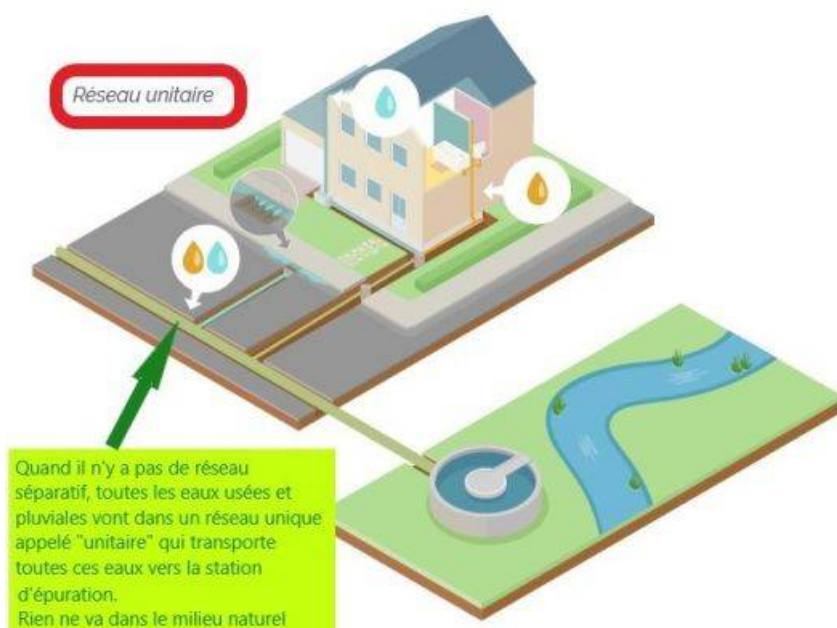 Réseau unitaire
Quand il n'y a pas de réseau
séparatif, toutes les eaux usées et
pluviales vont dans un réseau unique
appelé "unitaire" qui transporte
toutes ces eaux vers la station
d'épuration.
Rien ne va dans le milieu naturel